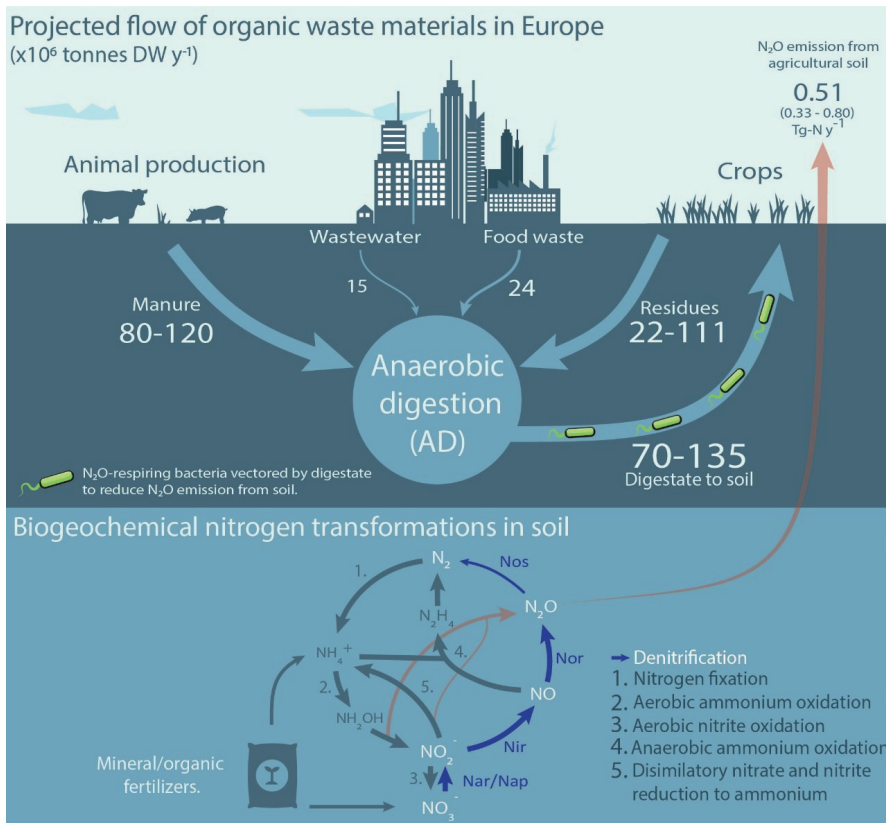 Projected flow of organic waste materials in Europe
(x10⁶ tonnes DW y⁻¹)
N₂O emission from
agricultural soil
0.51
(0.33 - 0.80)
Tg-N y⁻¹
Animal production
Crops
Wastewater
Food waste
15
24
Manure
80-120
Residues
22-111
Anaerobic
digestion
(AD)
70-135
Digestate to soil
N₂O-respiring bacteria vectored by digestate
to reduce N₂O emission from soil.
Biogeochemical nitrogen transformations in soil
N₂
Nos
1.
N₂H₄
N₂O
NH₄⁺
4.
Nor
2.
5.
NO
NH₂OH
NO₂⁻
Nir
3.
Nar/Nap
NO₃⁻
Mineral/organic
fertilizers.
Denitrification
1. Nitrogen fixation
2. Aerobic ammonium oxidation
3. Aerobic nitrite oxidation
4. Anaerobic ammonium oxidation
5. Disimilatory nitrate and nitrite
reduction to ammonium